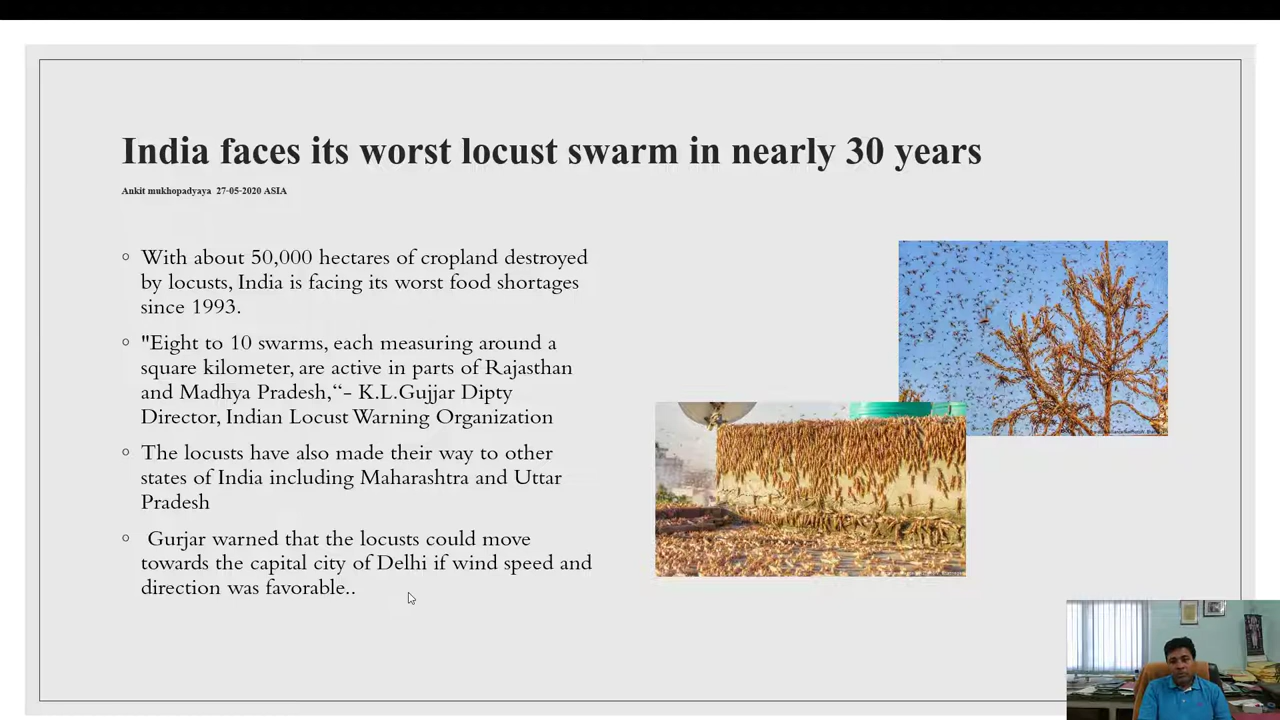 India faces its worst locust swarm in nearly 30 years
Ankit mukhopadyaya 27-05-2020 ASIA
◦ With about 50,000 hectares of cropland destroyed
by locusts, India is facing its worst food shortages
since 1993.
◦ "Eight to 10 swarms, each measuring around a
square kilometer, are active in parts of Rajasthan
and Madhya Pradesh,“- K.L.Gujjar Dipty
Director, Indian Locust Warning Organization
◦ The locusts have also made their way to other
states of India including Maharashtra and Uttar
Pradesh
◦ Gurjar warned that the locusts could move
towards the capital city of Delhi if wind speed and
direction was favorable..